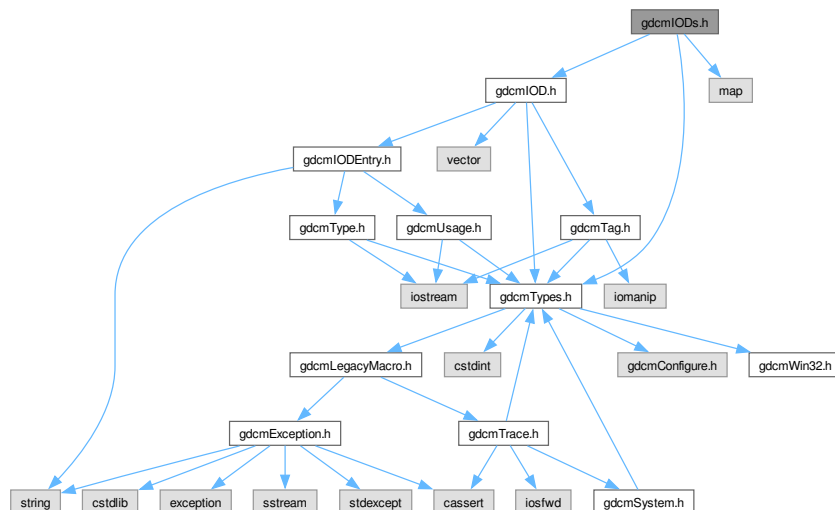 gdcmIODs.h
gdcmIOD.h
map
gdcmIODEntry.h
vector
gdcmType.h
gdcmUsage.h
gdcmTag.h
iostream
gdcmTypes.h
iomanip
gdcmLegacyMacro.h
cstdint
gdcmConfigure.h
gdcmWin32.h
gdcmException.h
gdcmTrace.h
string
cstdlib
exception
sstream
stdexcept
cassert
iosfwd
gdcmSystem.h